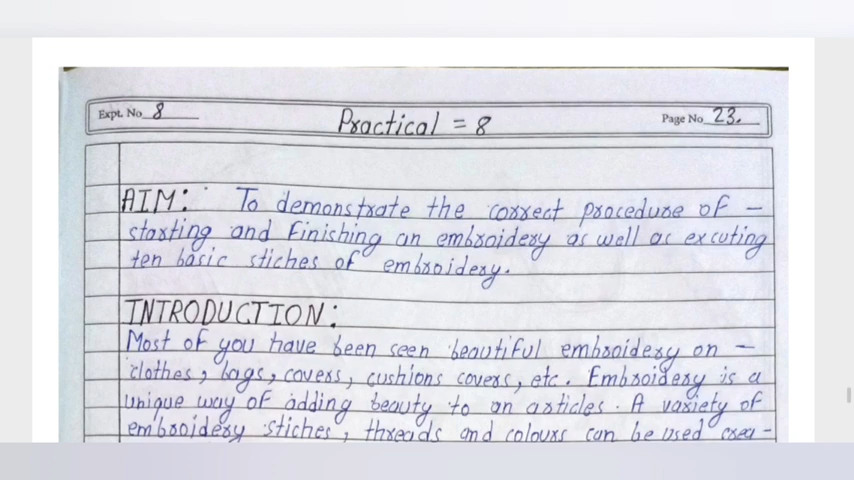 Expt. No 8
Practical = 8
Page No 23.
AIM: To demonstrate the correct procedure of –
starting and finishing an embroidery as well as excuting
ten basic stiches of embroidery.
INTRODUCTION:
Most of you have been seen beautiful embroidery on –
clothes, bags, covers, cushions covers, etc. Embroidery is a
unique way of adding beauty to an articles. A variety of
embroidery stiches, threads and colours can be used crea-